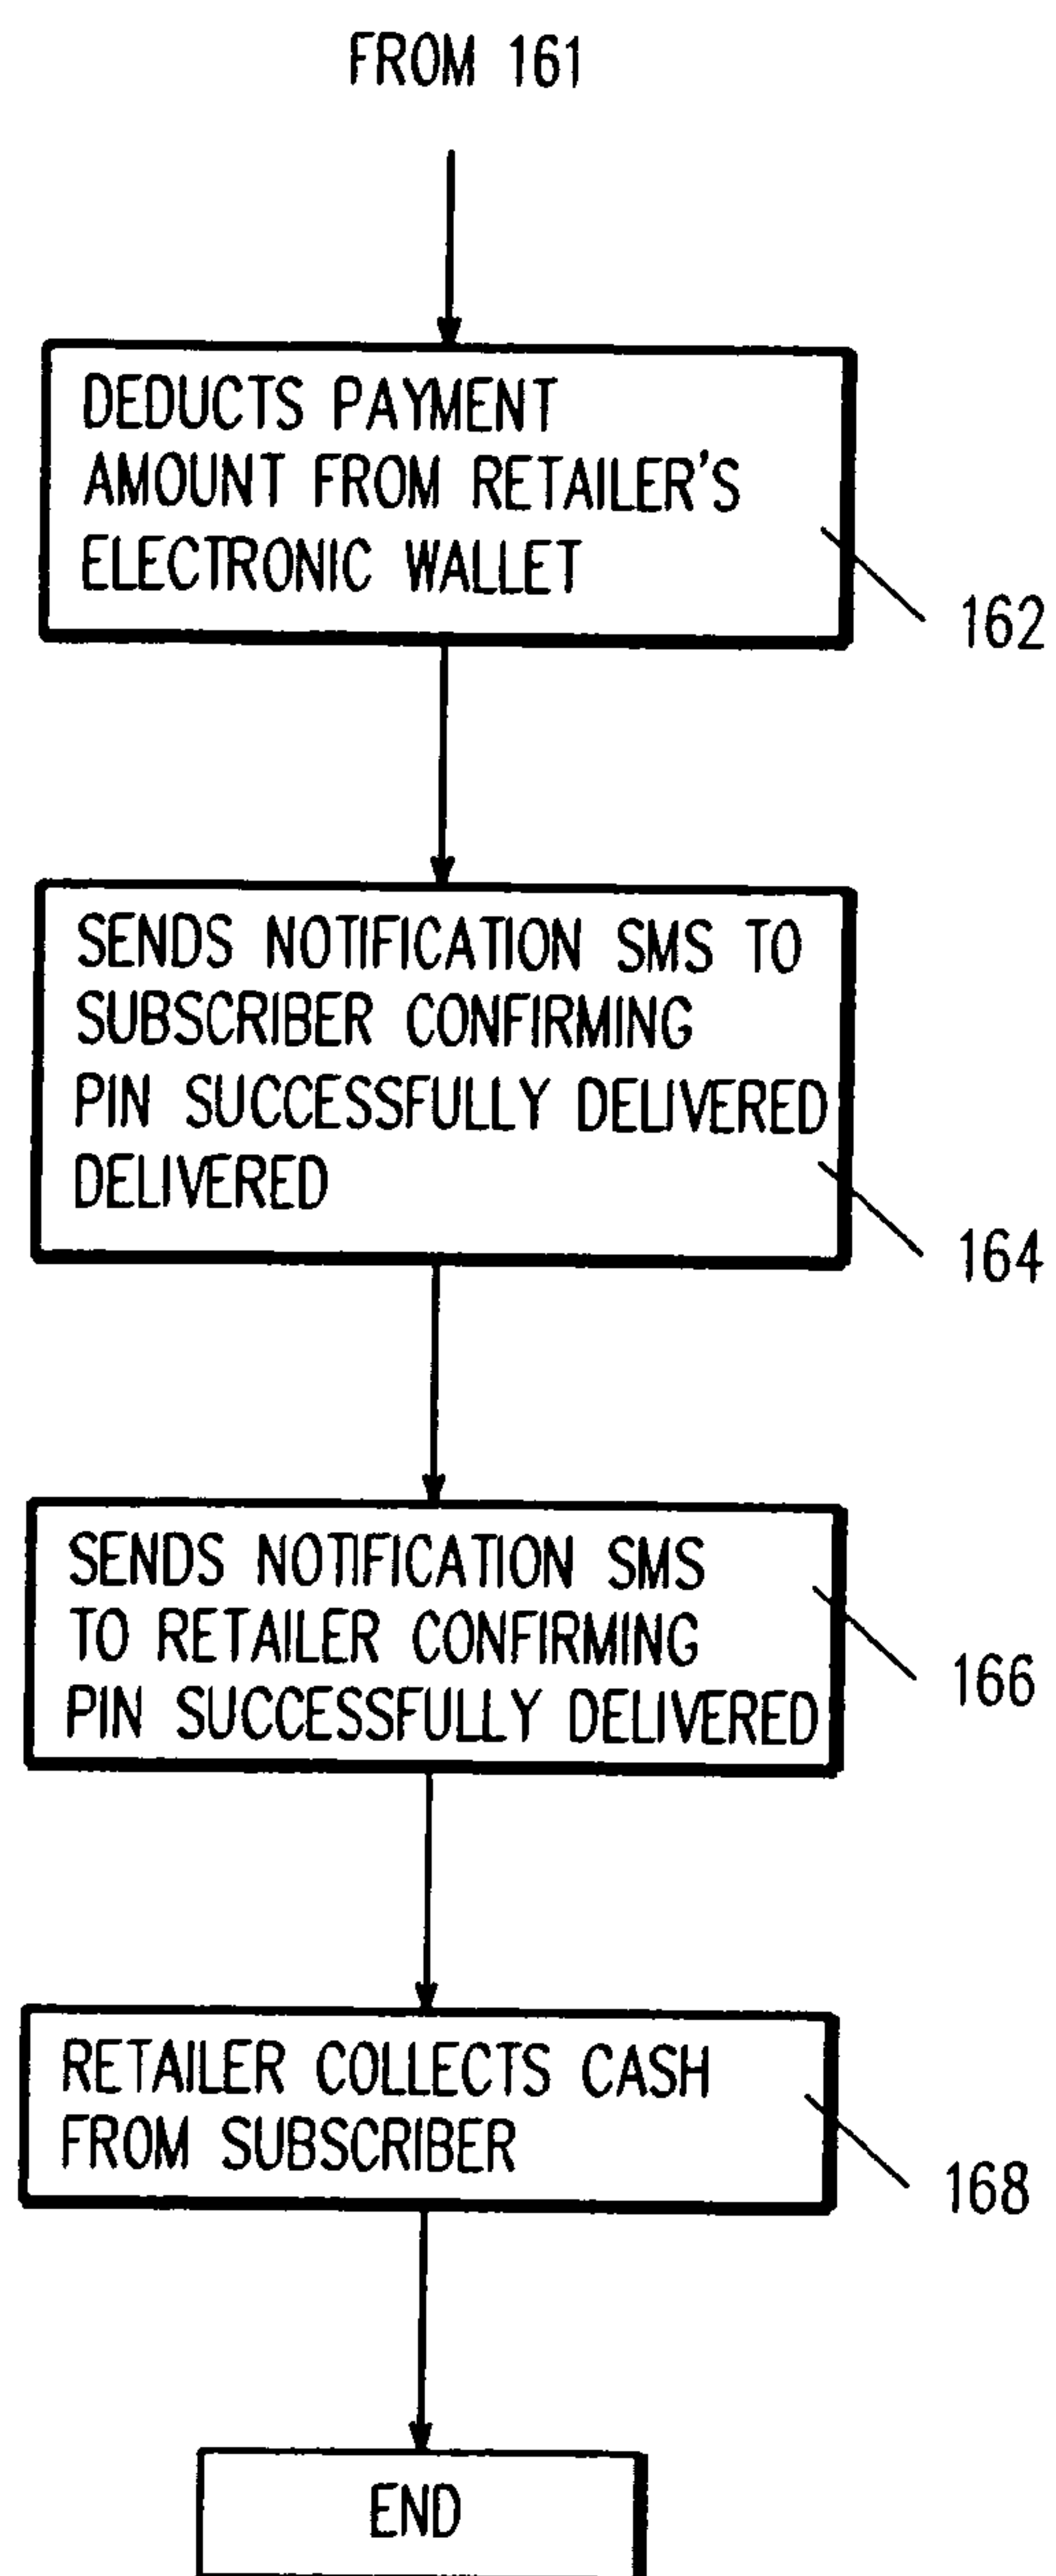 FROM 161
DEDUCTS PAYMENT
AMOUNT FROM RETAILER'S
ELECTRONIC WALLET
162
SENDS NOTIFICATION SMS TO
SUBSCRIBER CONFIRMING
PIN SUCCESSFULLY DELIVERED
DELIVERED
164
SENDS NOTIFICATION SMS
TO RETAILER CONFIRMING
PIN SUCCESSFULLY DELIVERED
166
RETAILER COLLECTS CASH
FROM SUBSCRIBER
168
END